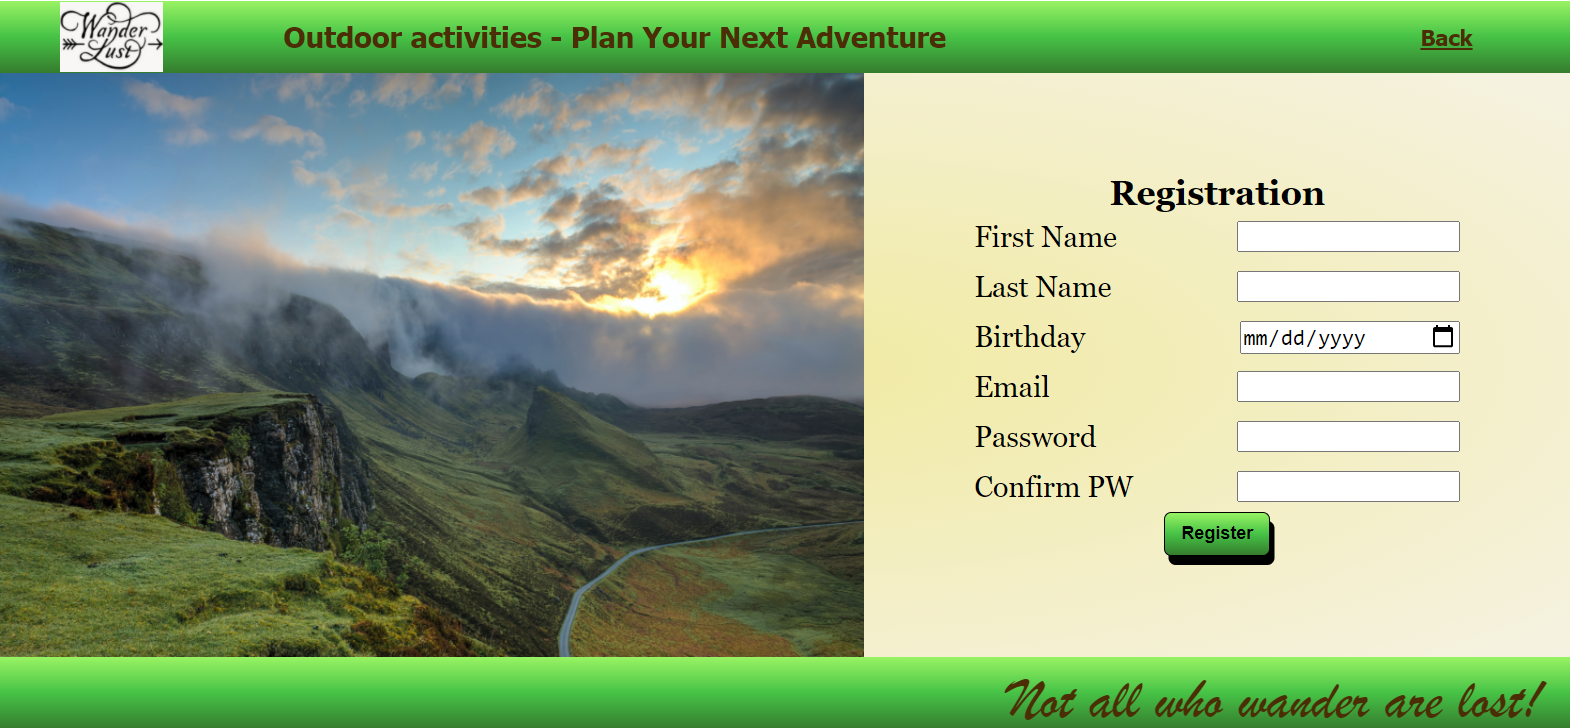 Wander
Lust
Outdoor activities - Plan Your Next Adventure
Back
Registration
First Name
Last Name
Birthday mm/dd/yyyy
Email
Password
Confirm PW
Register
Not all who wander are lost!